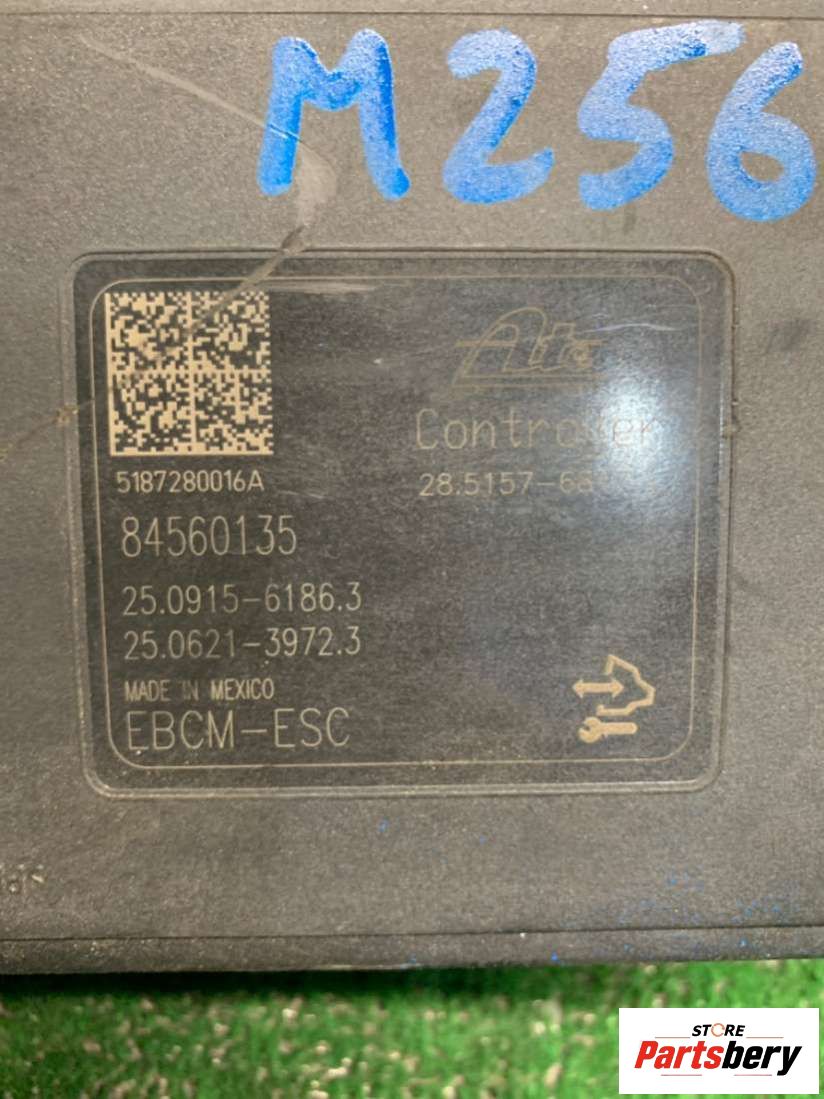 M256
Ate
Controller
5187280016A
84560135
25.0915-6186.3
25.0621-3972.3
MADE IN MEXICO
EBCM-ESC
STORE
Partsbery